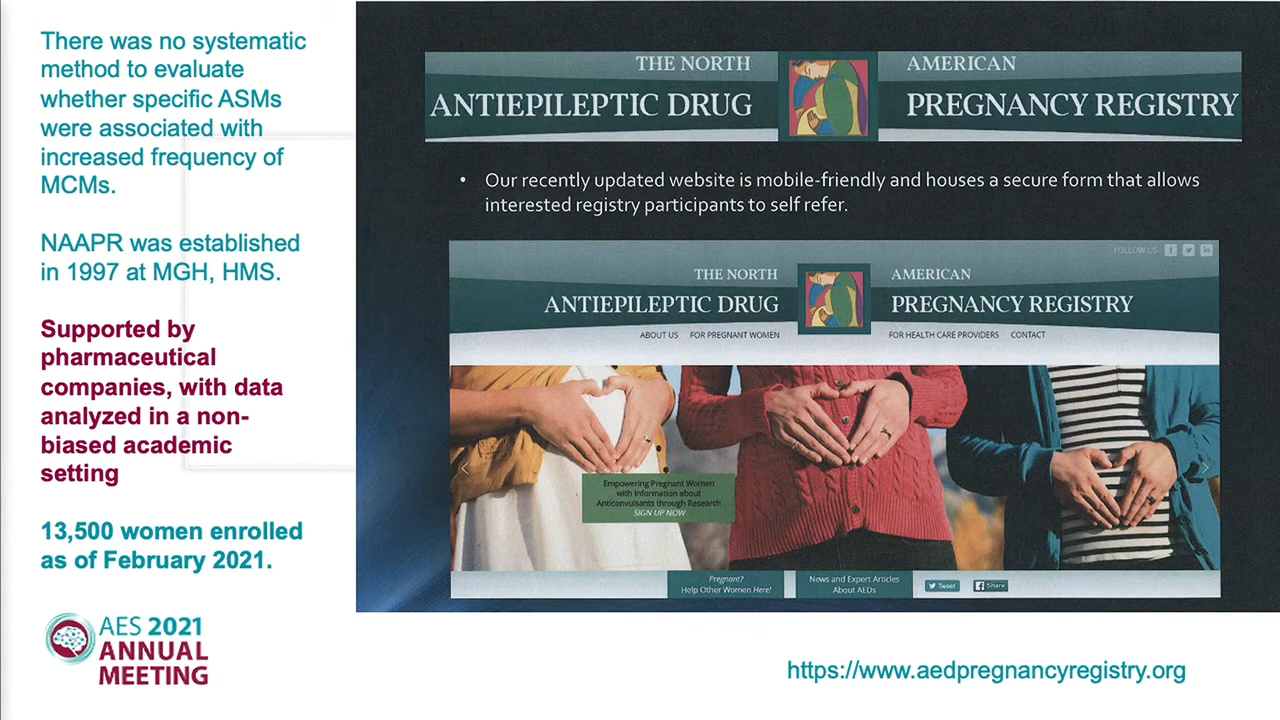 There was no systematic
method to evaluate
whether specific ASMs
were associated with
increased frequency of
MCMs.
NAAPR was established
in 1997 at MGH, HMS.
Supported by
pharmaceutical
companies, with data
analyzed in a non-
biased academic
setting
13,500 women enrolled
as of February 2021.
AES 2021
ANNUAL
MEETING
THE NORTH AMERICAN
ANTIEPILEPTIC DRUG PREGNANCY REGISTRY
• Our recently updated website is mobile-friendly and houses a secure form that allows
interested registry participants to self refer.
FOLLOW US
THE NORTH AMERICAN
ANTIEPILEPTIC DRUG PREGNANCY REGISTRY
ABOUT US FOR PREGNANT WOMEN FOR HEALTH CARE PROVIDERS CONTACT
Empowering Pregnant Women
with Information about
Anticonvulsants through Research
SIGN UP NOW
Pregnant?
Help Other Women Here!
News and Expert Articles
About AEDs
Tweet
Share
https://www.aedpregnancyregistry.org